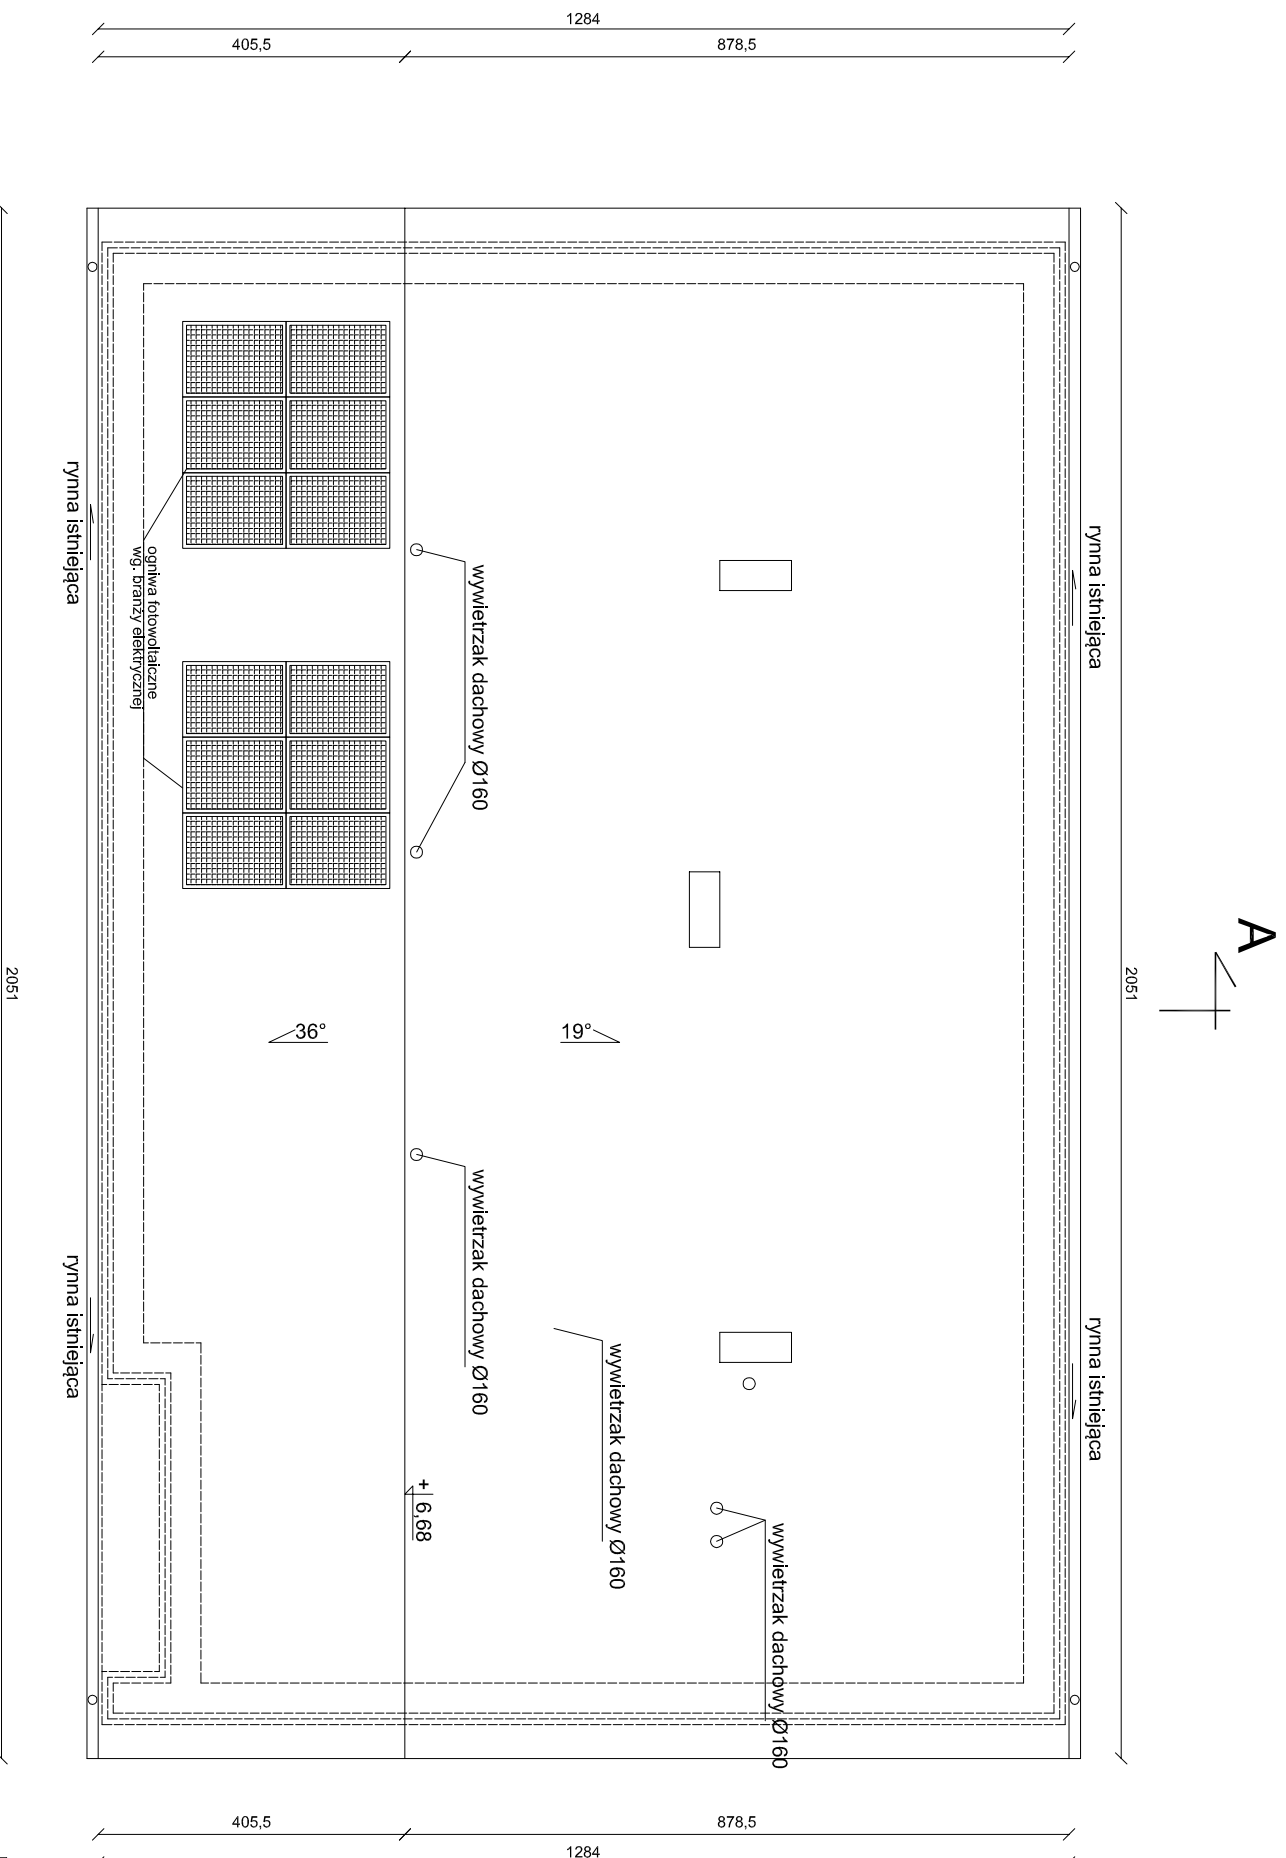 1284
405,5
878,5
rynna istniejąca
rynna istniejąca
ogniwa fotowoltaiczne
wg. branży elektrycznej
wywietrzak dachowy Ø160
A
2051
2051
36°
19°
wywietrzak dachowy Ø160
rynna istniejąca
rynna istniejąca
wywietrzak dachowy Ø160
+ 6,68
wywietrzak dachowy Ø160
405,5
878,5
1284